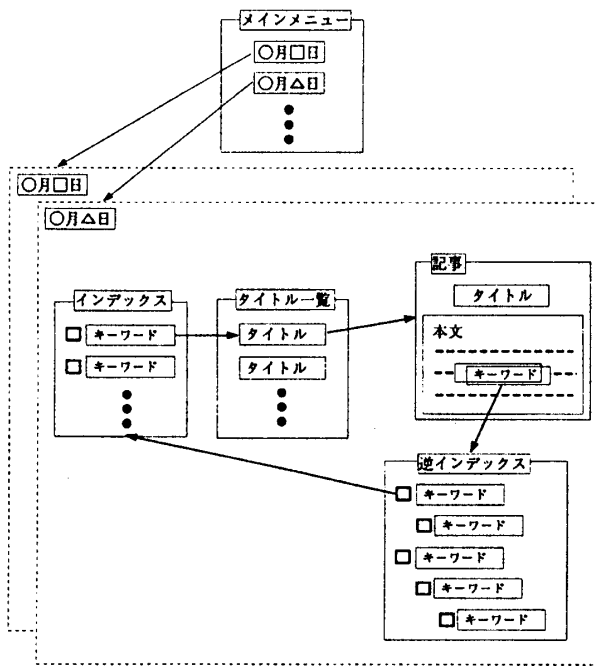 メインメニュー
○月□日
○月△日
○月□日
○月△日
インデックス
キーワード
キーワード
タイトル一覧
タイトル
タイトル
記事
タイトル
本文
キーワード
逆インデックス
キーワード
キーワード
キーワード
キーワード
キーワード